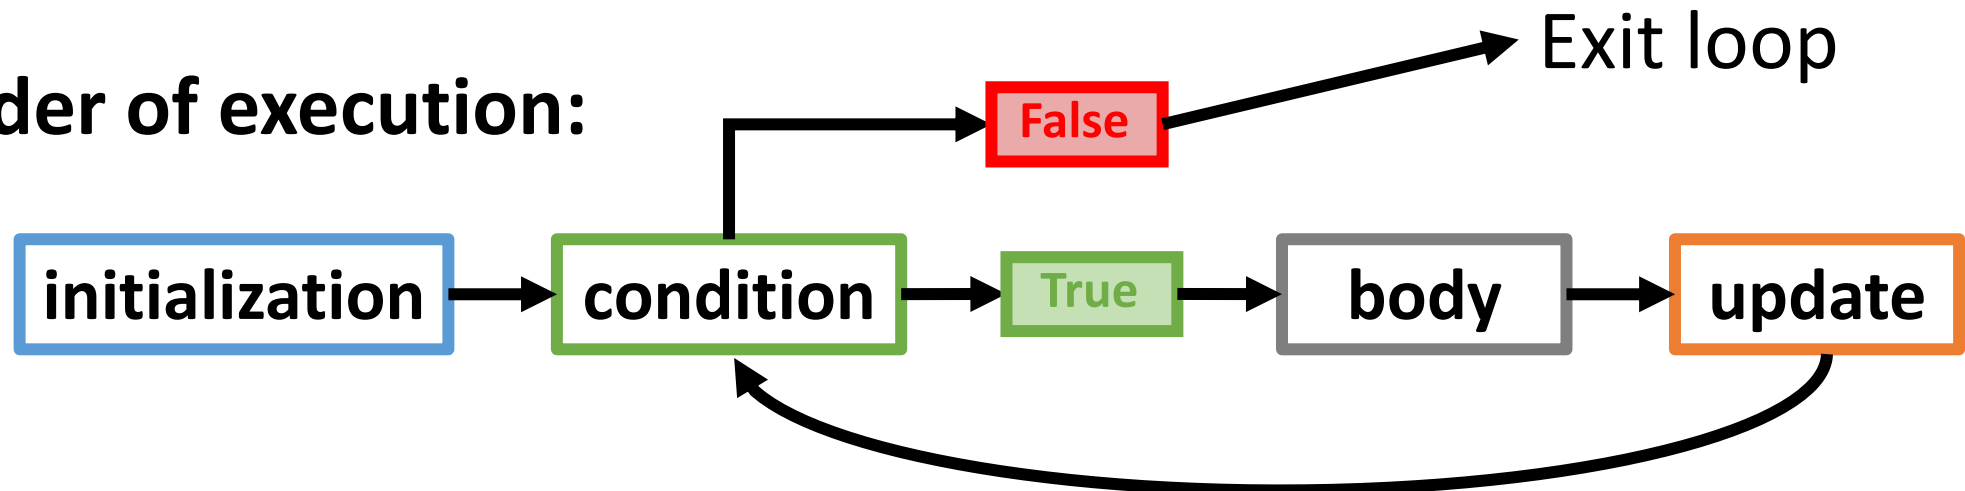 Exit loop
der of execution:
False
initialization condition True body update